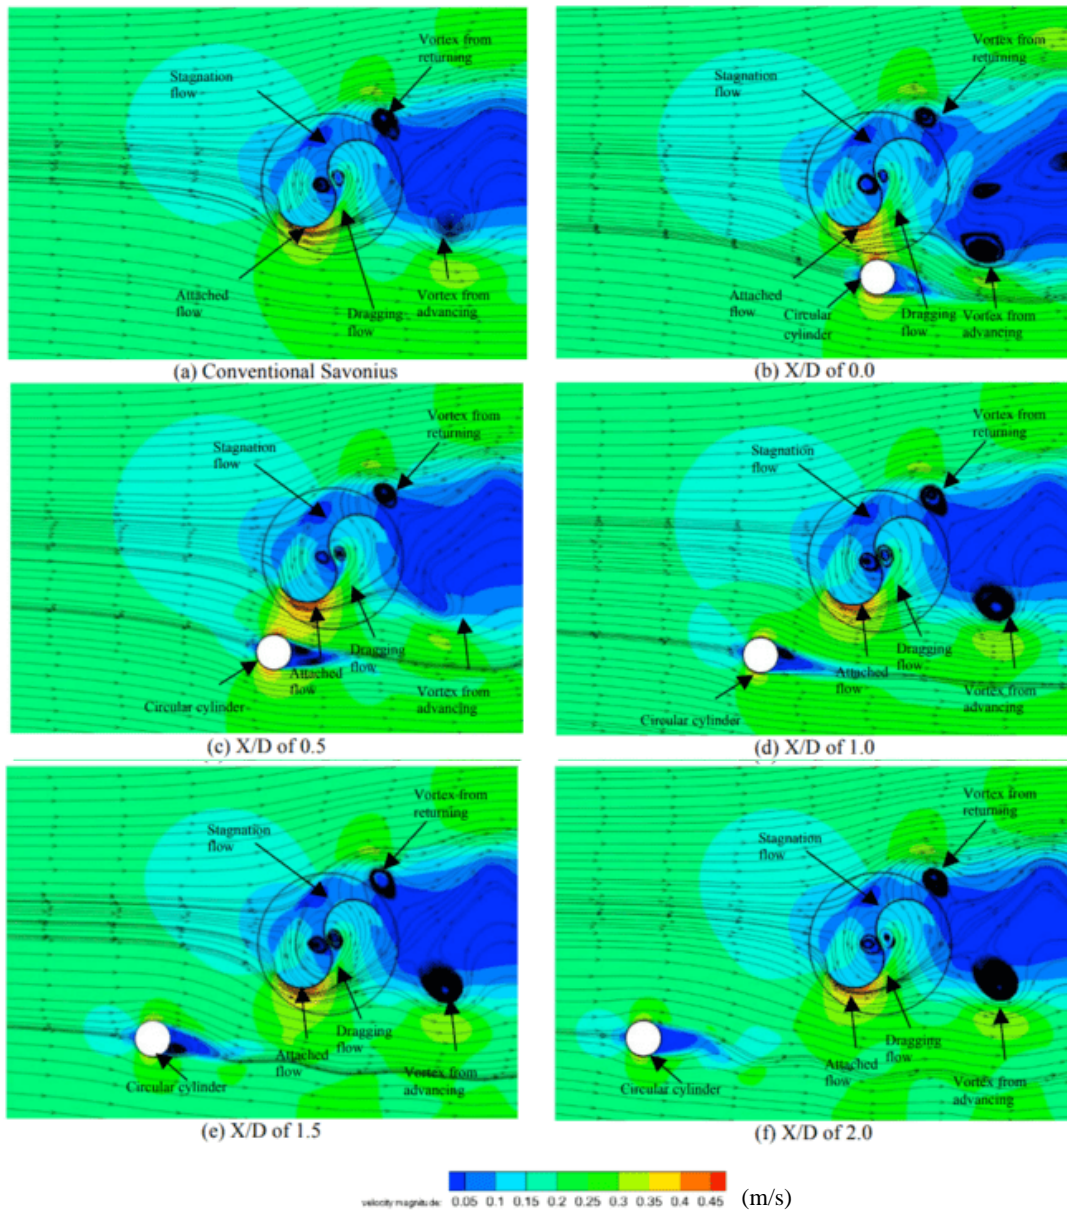 Vortex from
returning
Stagnation
flow
Attached
flow
Dragging
flow
Vortex from
advancing
(a) Conventional Savonius
Vortex from
returning
Stagnation
flow
Attached
flow
Circular
cylinder
Dragging
flow
Vortex from
advancing
(b) X/D of 0.0
Vortex from
returning
Stagnation
flow
Dragging
flow
Attached
flow
Vortex from
advancing
Circular cylinder
(c) X/D of 0.5
Vortex from
returning
Stagnation
flow
Dragging
flow
Attached
flow
Vortex from
advancing
Circular cylinder
(d) X/D of 1.0
Vortex from
returning
Stagnation
flow
Dragging
flow
Attached
flow
Vortex from
advancing
Circular cylinder
(e) X/D of 1.5
Vortex from
returning
Stagnation
flow
Dragging
flow
Attached
flow
Vortex from
advancing
Circular cylinder
(f) X/D of 2.0
velocity magnitude: 0.05 0.1 0.15 0.2 0.25 0.3 0.35 0.4 0.45 (m/s)